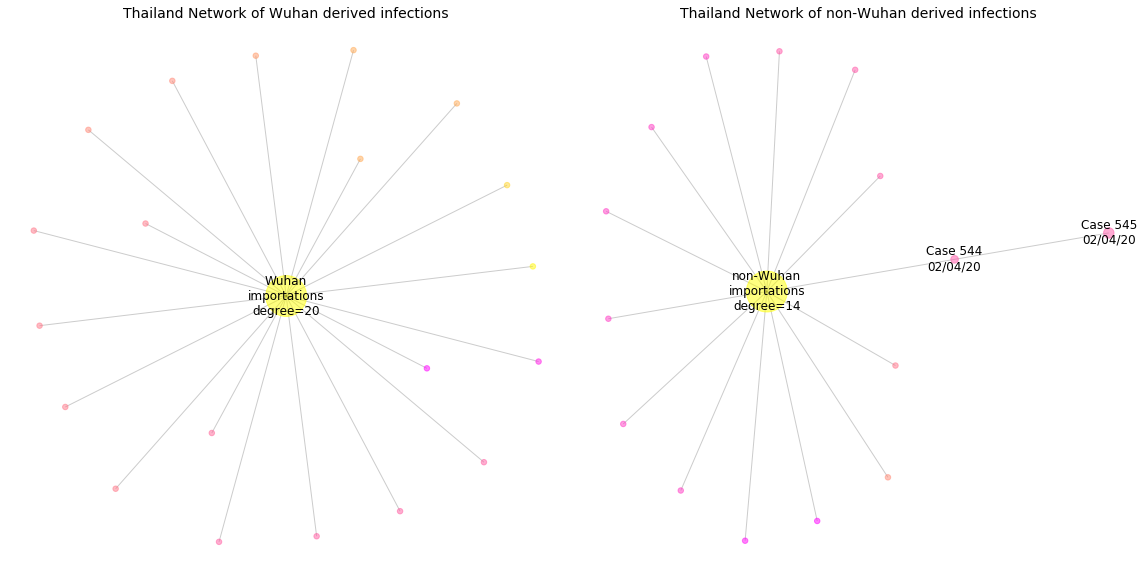 Thailand Network of Wuhan derived infections
Wuhan
importations
degree=20
Thailand Network of non-Wuhan derived infections
non-Wuhan
importations
degree=14
Case 544
02/04/20
Case 545
02/04/20